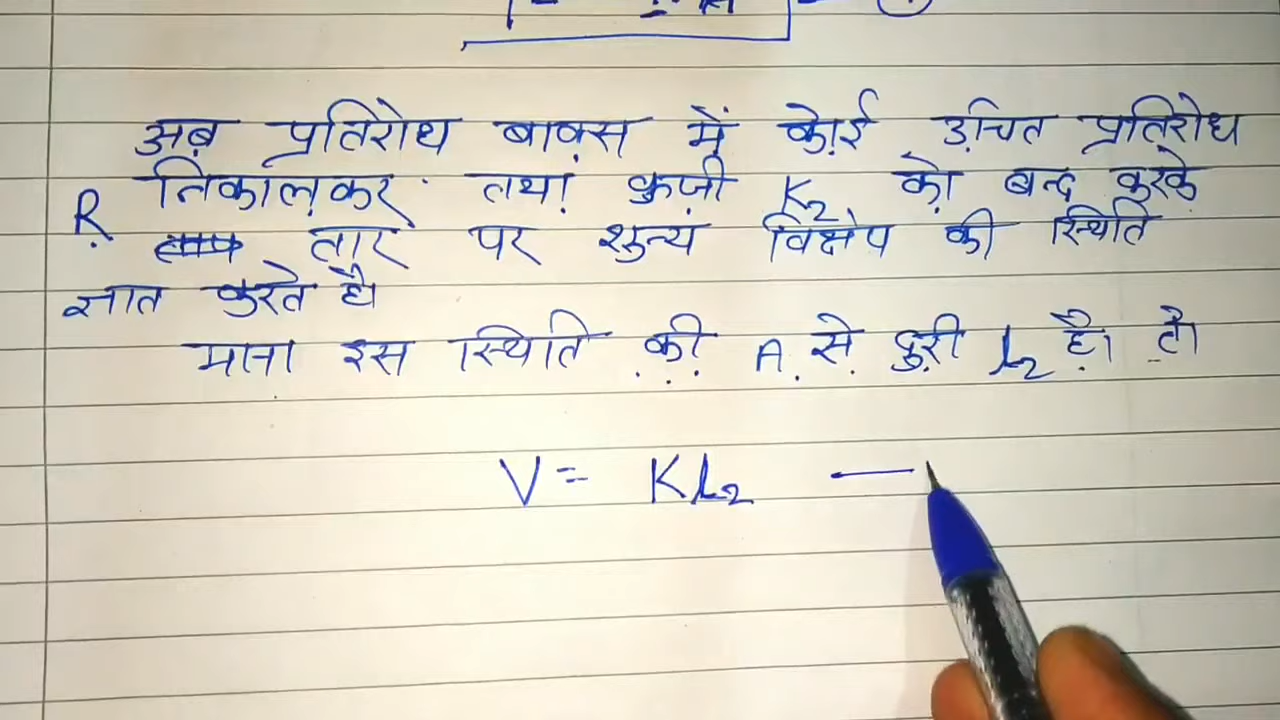 अब प्रतिरोध बाक्स में कोई उचित प्रतिरोध
R निकालकर तथा कुंजी K₂ को बन्द करके
तार पर शुन्य विक्षेप की स्थिति
ज्ञात करते है।
माना इस स्थिति की A से दुरी l₂ है। तो
V = Kl₂ —